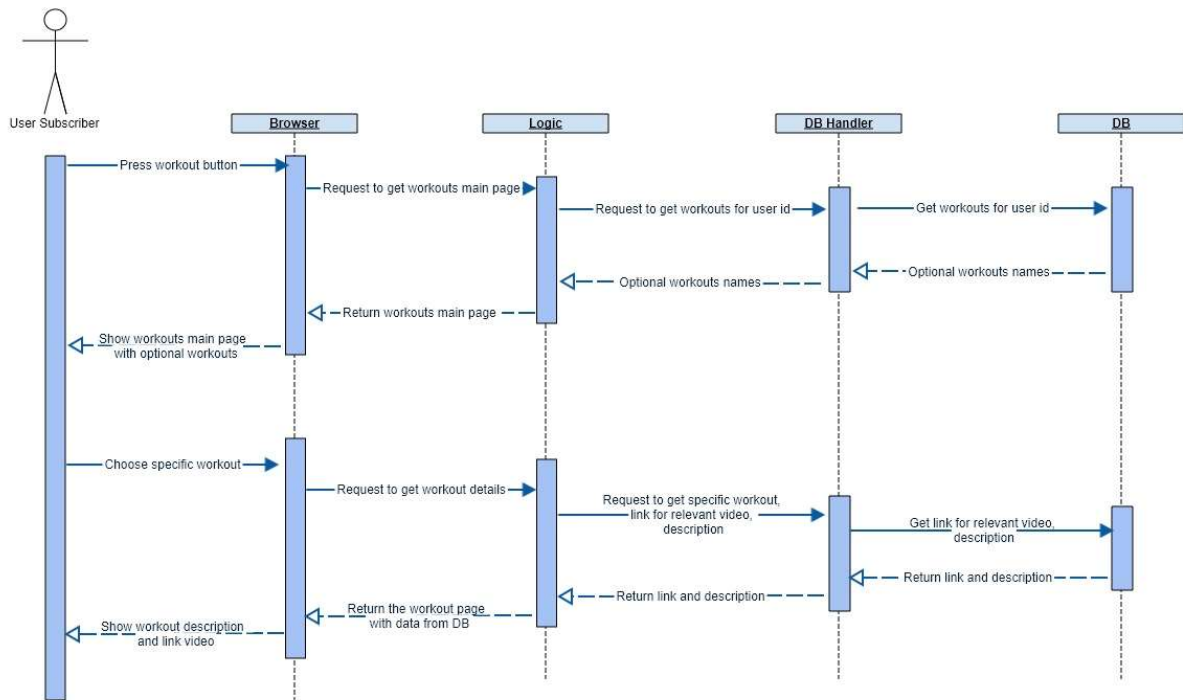 User Subscriber
Browser
Logic
DB Handler
DB
Press workout button
Request to get workouts main page
Request to get workouts for user id
Get workouts for user id
Optional workouts names
Optional workouts names
Return workouts main page
Show workouts main page
with optional workouts
Choose specific workout
Request to get workout details
Request to get specific workout,
link for relevant video,
description
Get link for relevant video,
description
Return link and description
Return link and description
Return the workout page
with data from DB
Show workout description
and link video